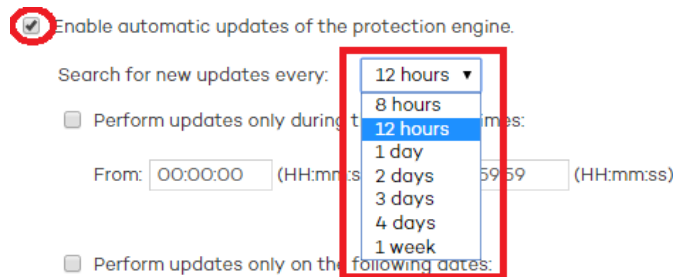 Enable automatic updates of the protection engine.
Search for new updates every: 12 hours
8 hours
Perform updates only during t imes:
12 hours
1 day
From: 00:00:00 (HH:mm:s 59:59 (HH:mm:ss)
2 days
3 days
4 days
1 week
Perform updates only on the following dates: